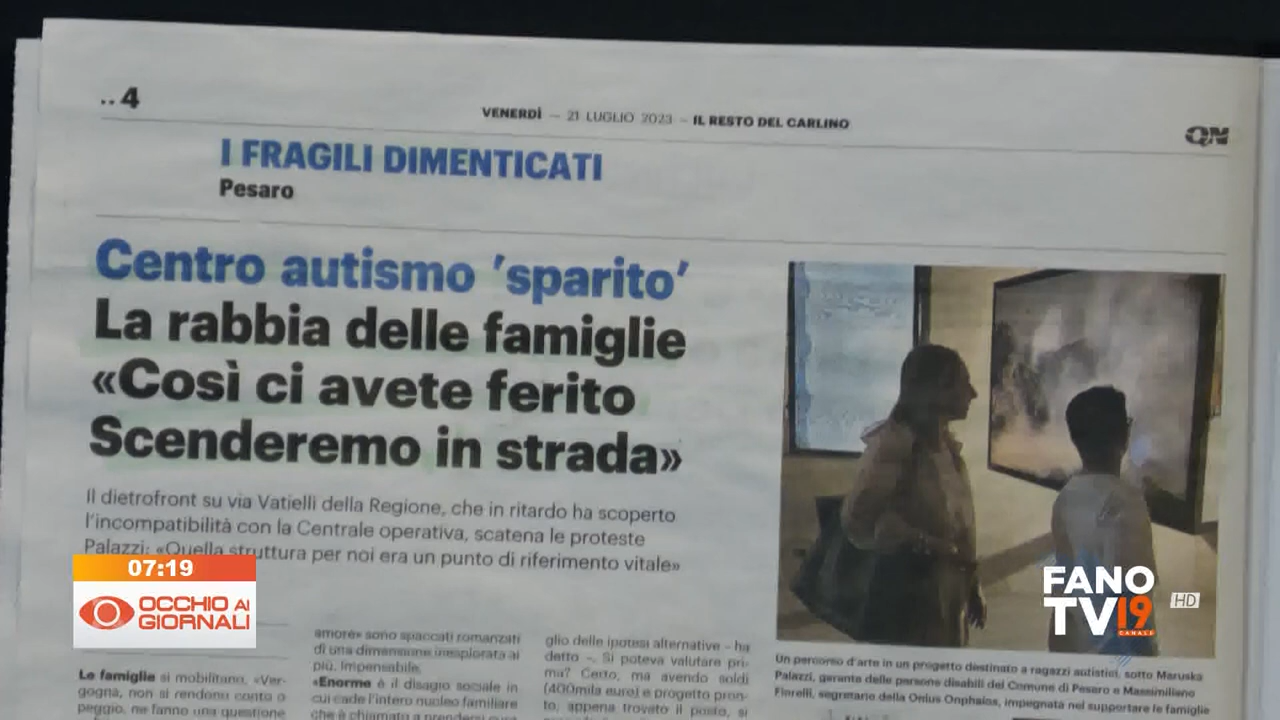 ..4
VENERDÌ — 21 LUGLIO 2023 – IL RESTO DEL CARLINO
QN
I FRAGILI DIMENTICATI
Pesaro
Centro autismo 'sparito'
La rabbia delle famiglie
«Così ci avete ferito
Scenderemo in strada»
Il dietrofront su via Vatielli della Regione, che in ritardo ha scoperto
l'incompatibilità con la Centrale operativa, scatena le proteste
Palazzi: «Quella struttura per noi era un punto di riferimento vitale»
07:19
OCCHIO AI
GIORNALI
Le famiglie si mobilitano. «Ver-
gogna, non si rendono conto o
peggio, ne fanno una questione
amore» sono spaccati romanzati
di una dimensione inesplorata ai
più. Impensabile.
«Enorme è il disagio sociale in
cui cade l'intero nucleo familiare
che è chiamato a prendersi cura
glio delle ipotesi alternative – ha
detto –. Si poteva valutare pri-
ma? Certo, ma avendo soldi
(400mila euro) e progetto pron-
to, appena trovato il posto, si
FANO
TV19
CANALE
HD
Un percorso d'arte in un progetto destinato a ragazzi autistici, sotto Maruska
Palazzi, garante delle persone disabili del Comune di Pesaro e Massimiliano
Fiorelli, segretario della Onlus Omphalos, impegnata nel supportare le famiglie